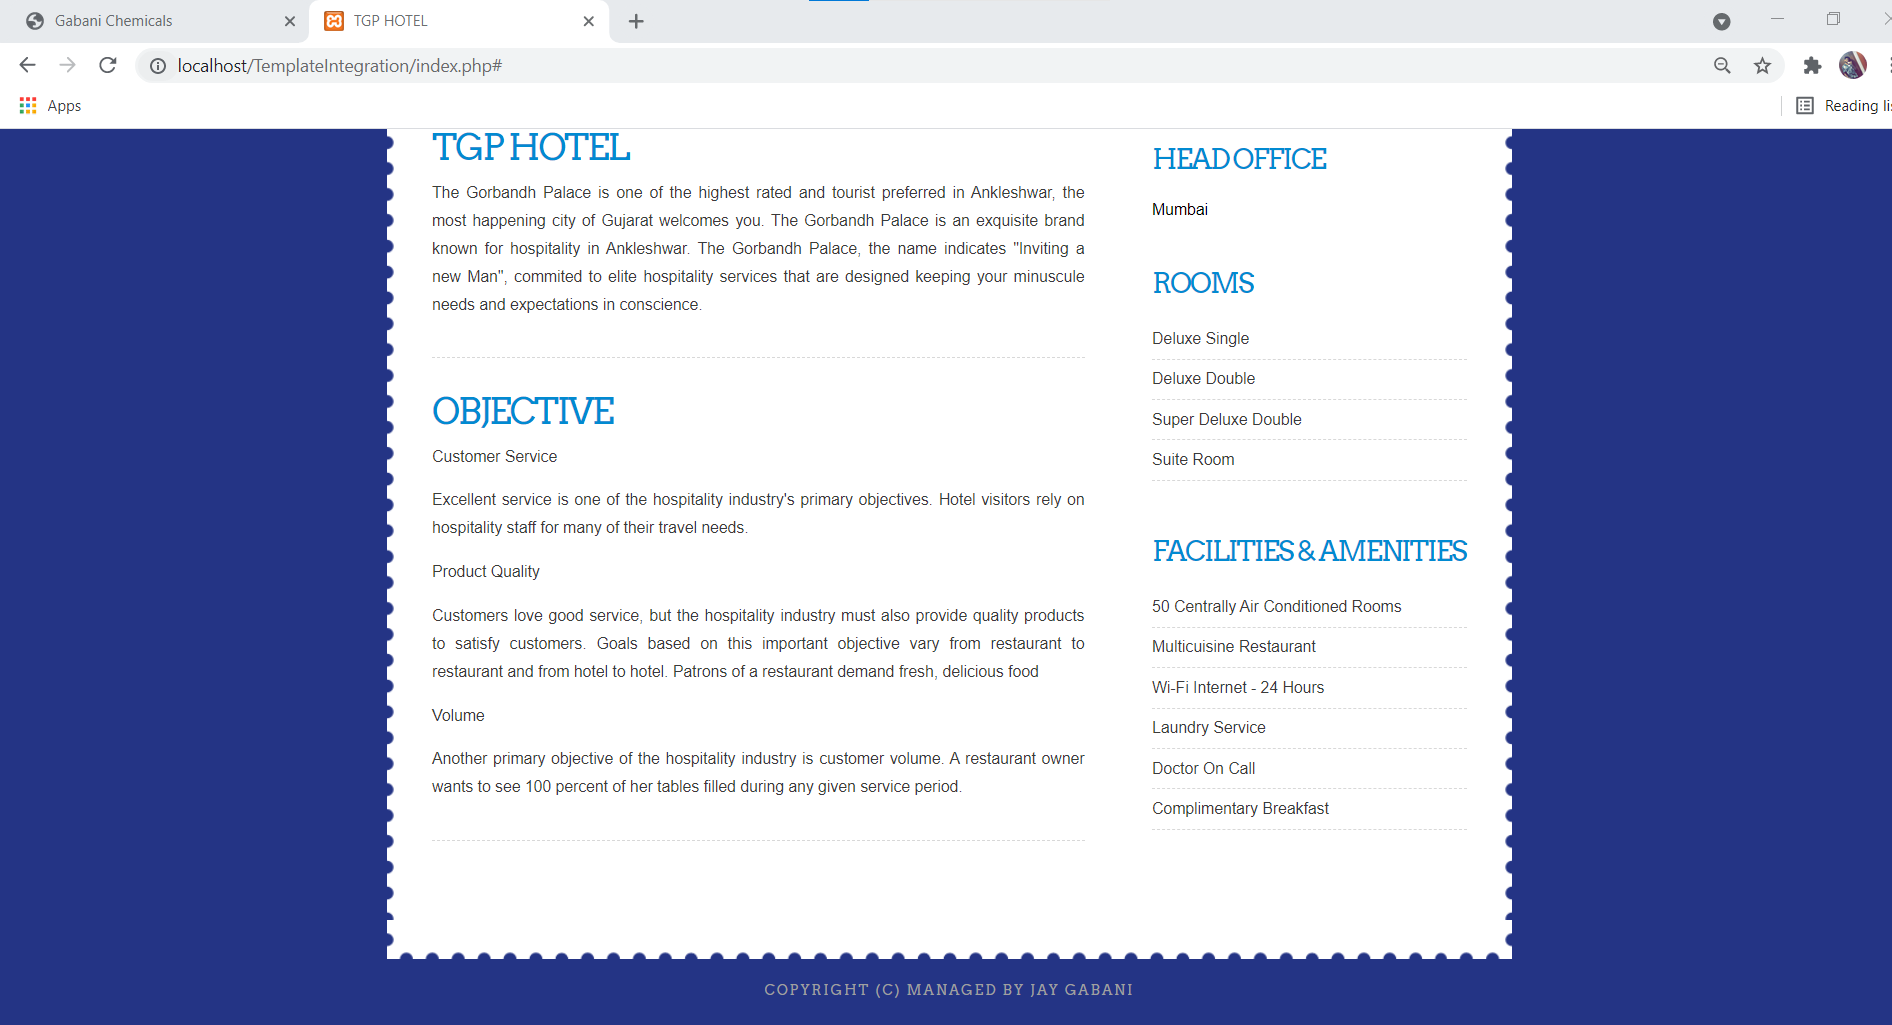 Gabani Chemicals
TGP HOTEL
localhost/TemplateIntegration/index.php#
Apps
Reading lis
TGP HOTEL
The Gorbandh Palace is one of the highest rated and tourist preferred in Ankleshwar, the
most happening city of Gujarat welcomes you. The Gorbandh Palace is an exquisite brand
known for hospitality in Ankleshwar. The Gorbandh Palace, the name indicates "Inviting a
new Man", commited to elite hospitality services that are designed keeping your minuscule
needs and expectations in conscience.
OBJECTIVE
Customer Service
Excellent service is one of the hospitality industry's primary objectives. Hotel visitors rely on
hospitality staff for many of their travel needs.
Product Quality
Customers love good service, but the hospitality industry must also provide quality products
to satisfy customers. Goals based on this important objective vary from restaurant to
restaurant and from hotel to hotel. Patrons of a restaurant demand fresh, delicious food
Volume
Another primary objective of the hospitality industry is customer volume. A restaurant owner
wants to see 100 percent of her tables filled during any given service period.
HEAD OFFICE
Mumbai
ROOMS
Deluxe Single
Deluxe Double
Super Deluxe Double
Suite Room
FACILITIES & AMENITIES
50 Centrally Air Conditioned Rooms
Multicuisine Restaurant
Wi-Fi Internet - 24 Hours
Laundry Service
Doctor On Call
Complimentary Breakfast
COPYRIGHT (C) MANAGED BY JAY GABANI